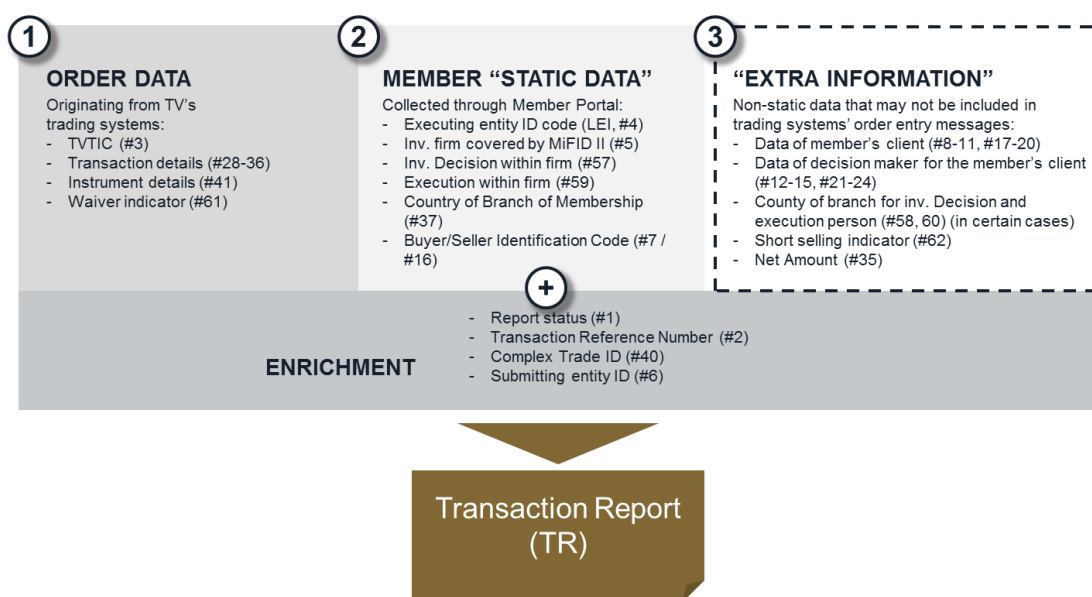 1
ORDER DATA
Originating from TV's
trading systems:
- TVTIC (#3)
- Transaction details (#28-36)
- Instrument details (#41)
- Waiver indicator (#61)
2
MEMBER “STATIC DATA”
Collected through Member Portal:
- Executing entity ID code (LEI, #4)
- Inv. firm covered by MiFID II (#5)
- Inv. Decision within firm (#57)
- Execution within firm (#59)
- Country of Branch of Membership
(#37)
- Buyer/Seller Identification Code (#7 /
#16)
3
“EXTRA INFORMATION”
Non-static data that may not be included in
trading systems' order entry messages:
- Data of member's client (#8-11, #17-20)
- Data of decision maker for the member's client
(#12-15, #21-24)
- County of branch for inv. Decision and
execution person (#58, 60) (in certain cases)
- Short selling indicator (#62)
- Net Amount (#35)
+
ENRICHMENT
- Report status (#1)
- Transaction Reference Number (#2)
- Complex Trade ID (#40)
- Submitting entity ID (#6)
Transaction Report
(TR)